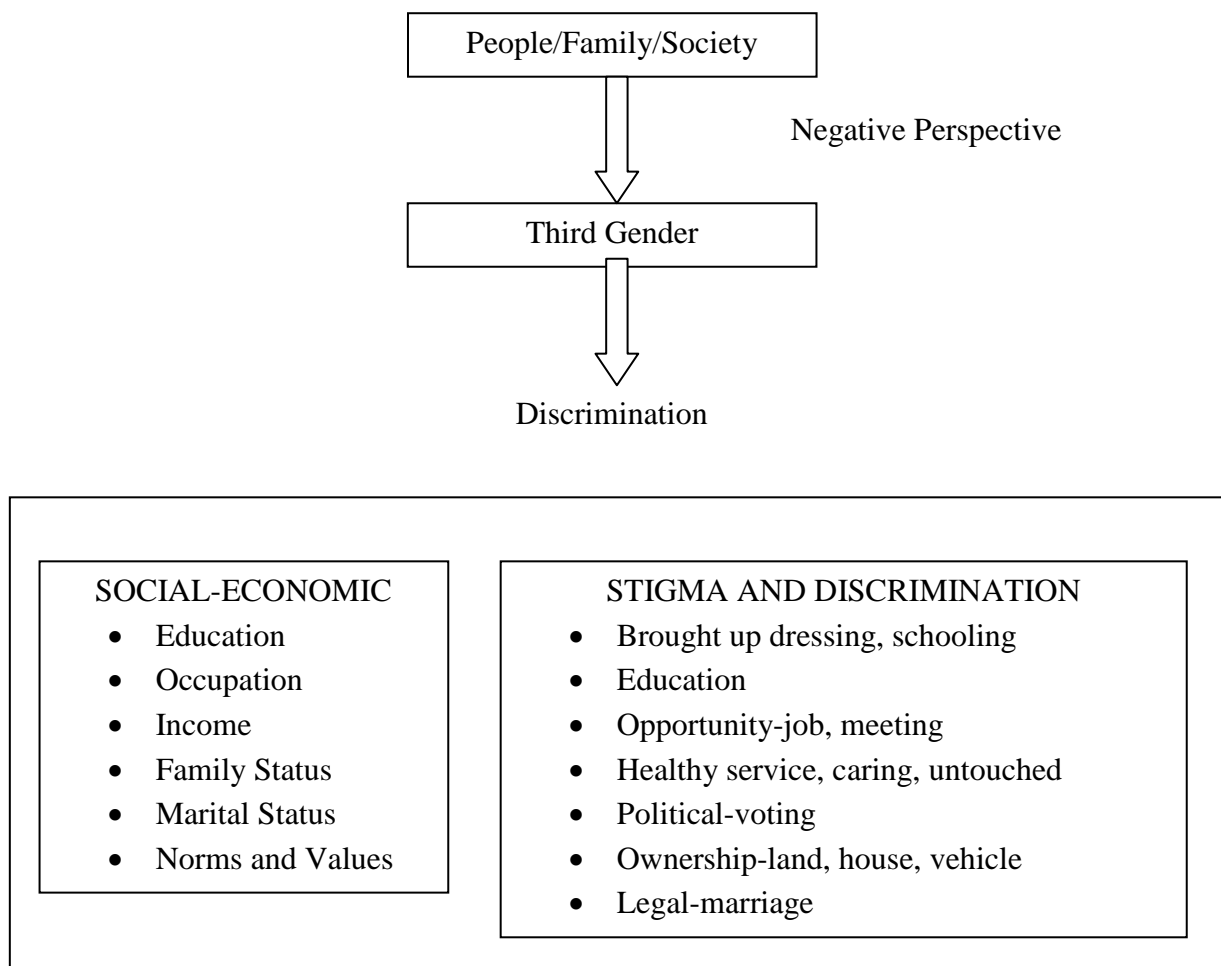 People/Family/Society
Negative Perspective
Third Gender
Discrimination
SOCIAL-ECONOMIC
• Education
• Occupation
• Income
• Family Status
• Marital Status
• Norms and Values
STIGMA AND DISCRIMINATION
• Brought up dressing, schooling
• Education
• Opportunity-job, meeting
• Healthy service, caring, untouched
• Political-voting
• Ownership-land, house, vehicle
• Legal-marriage